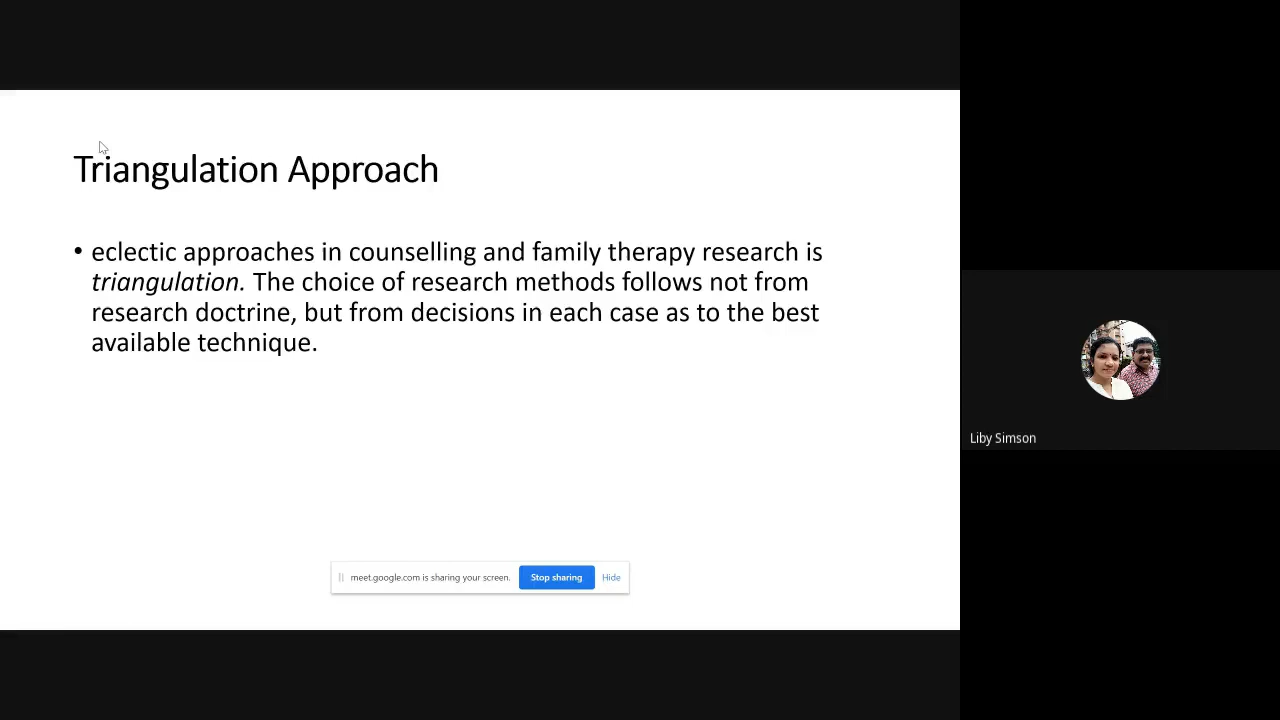 Triangulation Approach
• eclectic approaches in counselling and family therapy research is
triangulation. The choice of research methods follows not from
research doctrine, but from decisions in each case as to the best
available technique.
meet.google.com is sharing your screen. Stop sharing Hide
Liby Simson